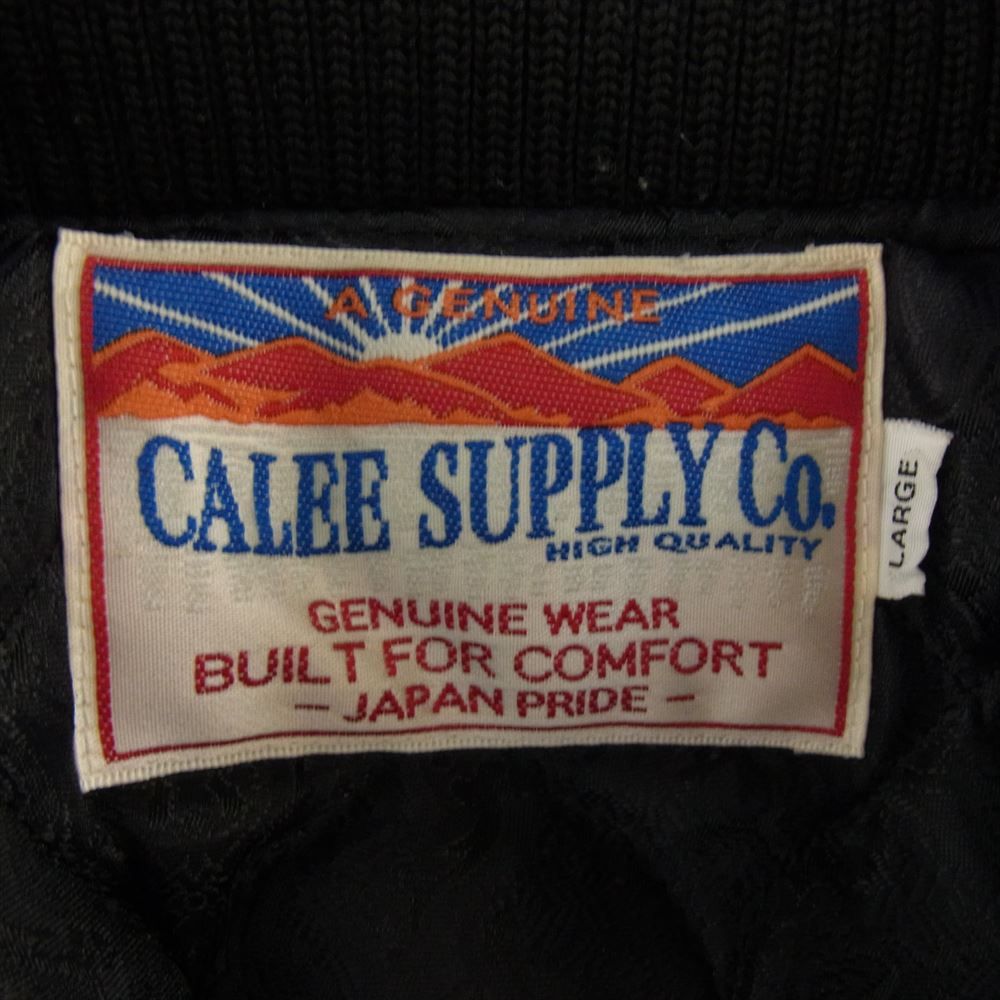 A GENUINE
CALEE SUPPLY Co.
HIGH QUALITY
GENUINE WEAR
BUILT FOR COMFORT
- JAPAN PRIDE -
LARGE